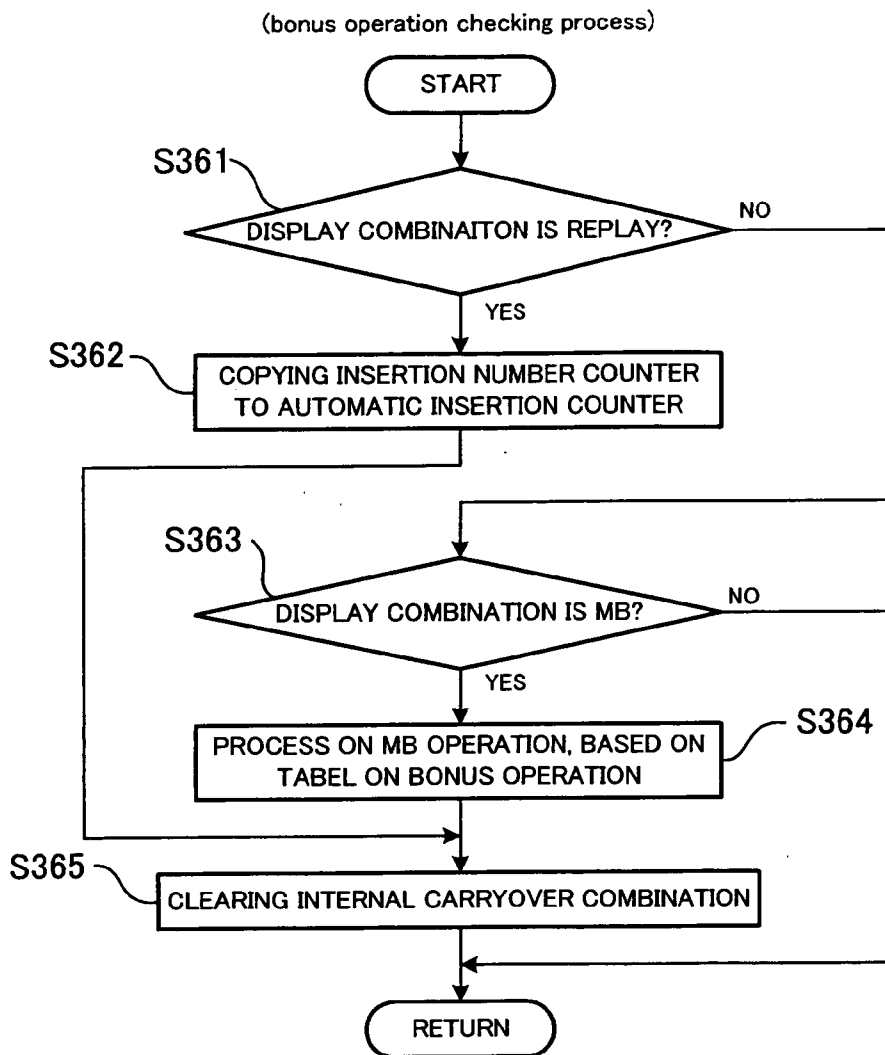 (bonus operation checking process)
START
S361
DISPLAY COMBINAITON IS REPLAY?
NO
YES
S362
COPYING INSERTION NUMBER COUNTER
TO AUTOMATIC INSERTION COUNTER
S363
DISPLAY COMBINATION IS MB?
NO
YES
S364
PROCESS ON MB OPERATION, BASED ON
TABEL ON BONUS OPERATION
S365
CLEARING INTERNAL CARRYOVER COMBINATION
RETURN